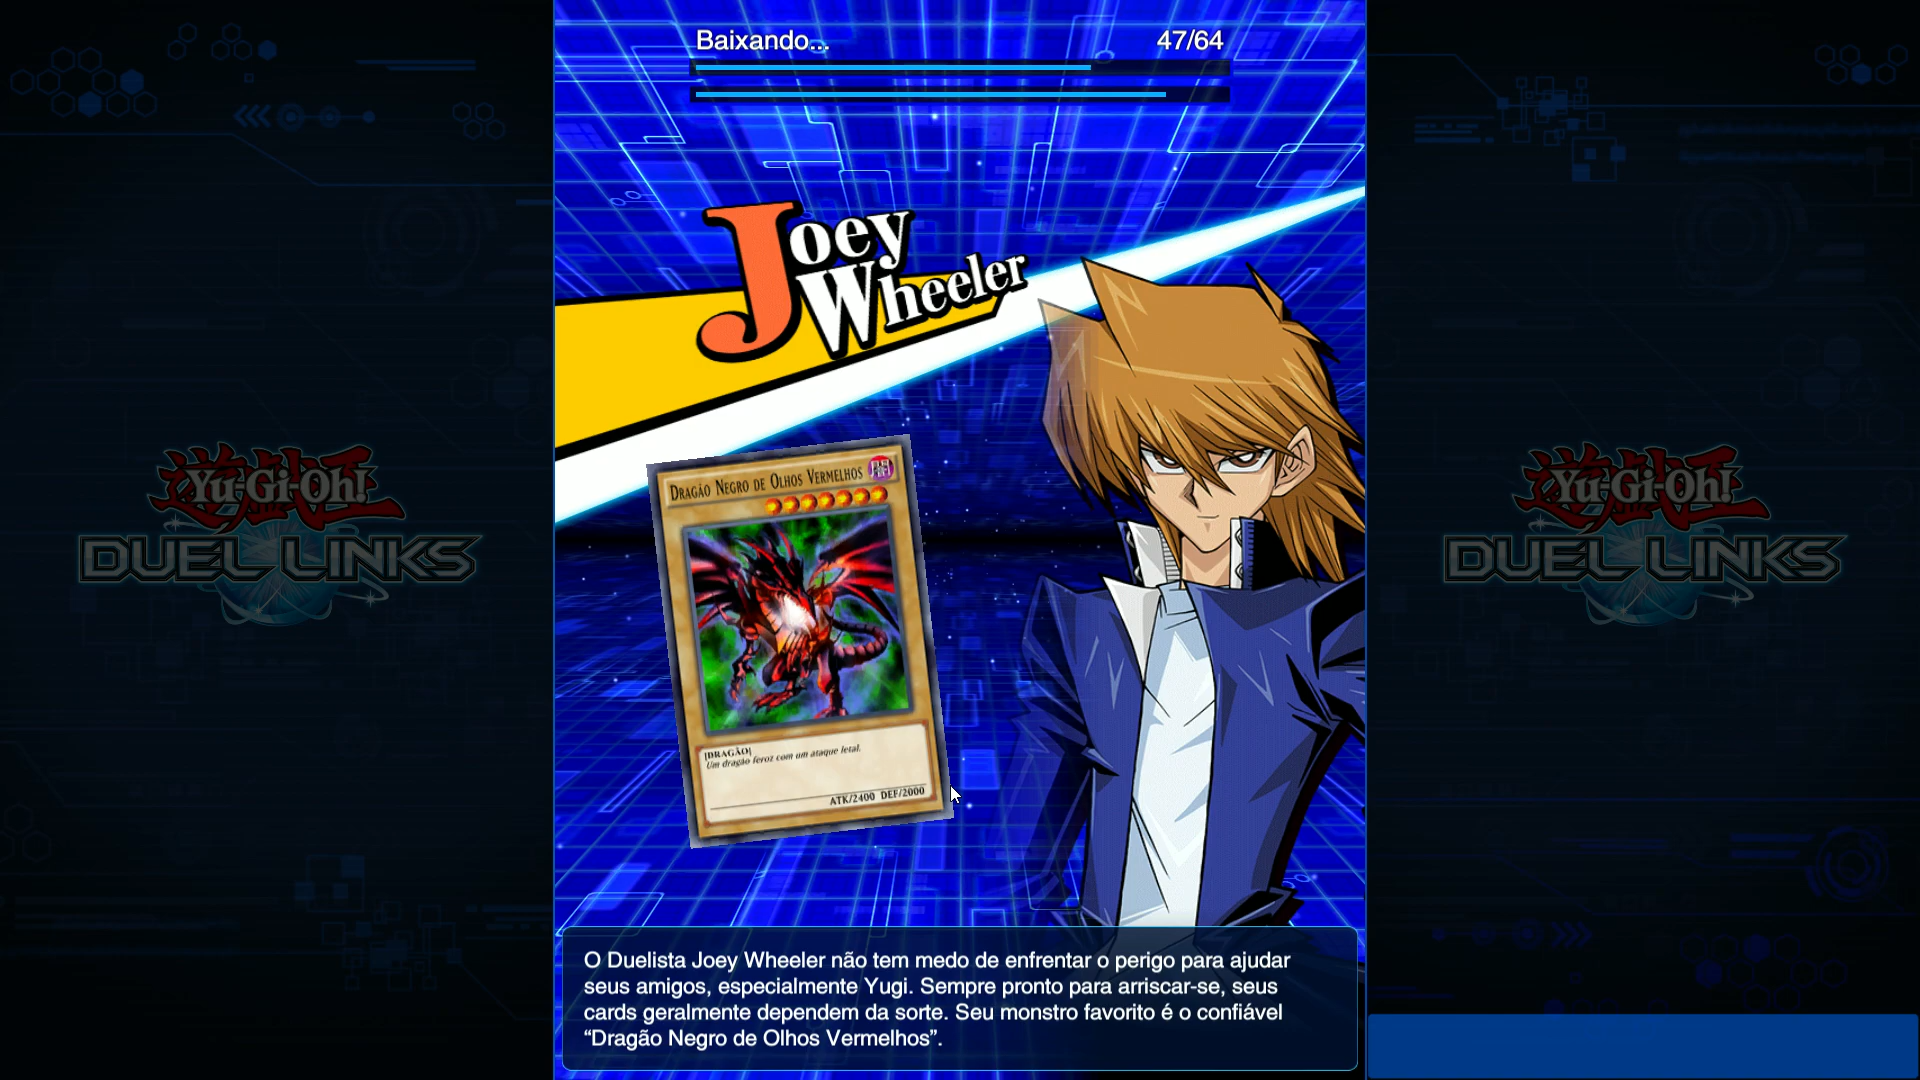 Baixando... 47/64
Joey
Wheeler
DRAGÃO NEGRO DE OLHOS VERMELHOS
[DRAGÃO]
Um dragão feroz com um ataque letal.
ATK/2400 DEF/2000
Yu-Gi-Oh!
DUEL LINKS
Yu-Gi-Oh!
DUEL LINKS
O Duelista Joey Wheeler não tem medo de enfrentar o perigo para ajudar
seus amigos, especialmente Yugi. Sempre pronto para arriscar-se, seus
cards geralmente dependem da sorte. Seu monstro favorito é o confiável
“Dragão Negro de Olhos Vermelhos”.